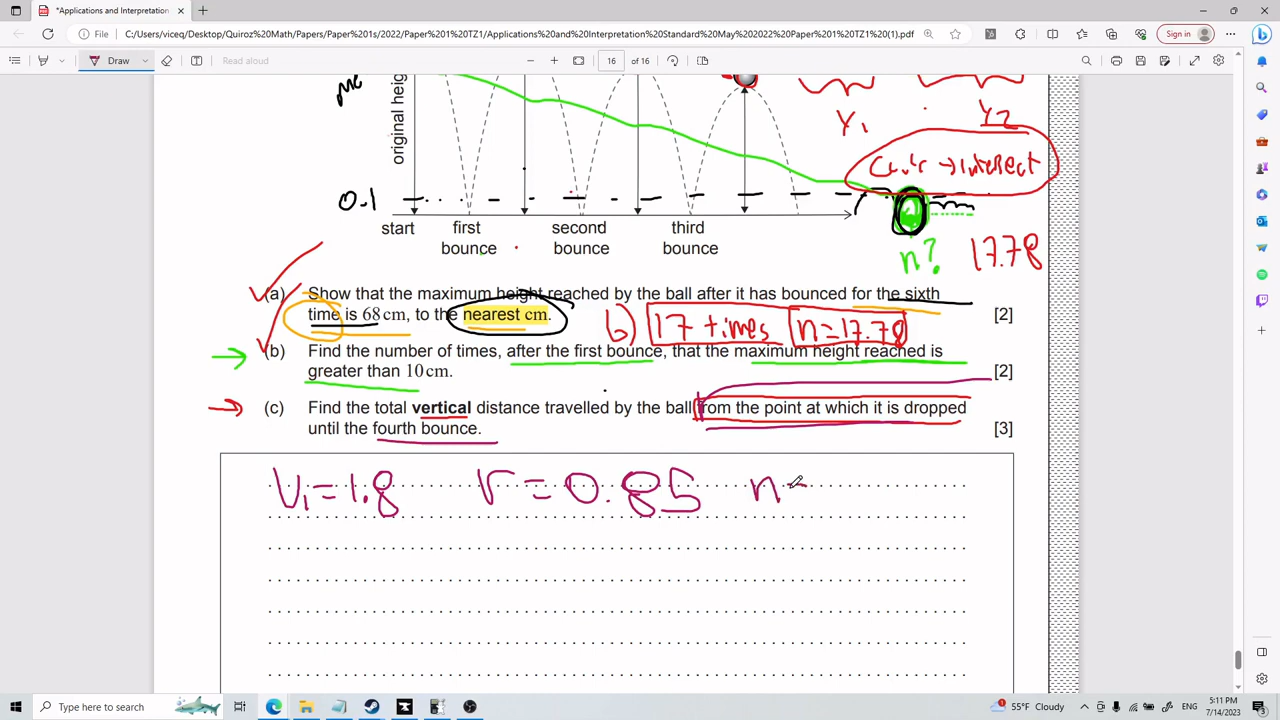 *Application and Interpretation
File
C:/Users/viceq/Desktop/Quiroz%20Math/Papers/Paper%201s/2022/Paper%201%20TZ1/Applications%20and%20Interpretation%20Standard%20May%202022%20Paper%201%20TZ1%20(1).pdf
Sign in
Draw
Read aloud
16 of 16
original hei
Y1
Y2
→ Intersect
0.1
start
first bounce
second bounce
third bounce
n?
17.78
(a) Show that the maximum height reached by the ball after it has bounced for the sixth
time is 68 cm, to the nearest cm.
[2]
b) 17 times n=17.78
(b) Find the number of times, after the first bounce, that the maximum height reached is
greater than 10 cm.
[2]
(c) Find the total vertical distance travelled by the ball from the point at which it is dropped
until the fourth bounce.
[3]
U1=1.8 r=0.85 n=
Type here to search
55°F Cloudy
5:11 PM
7/14/2023